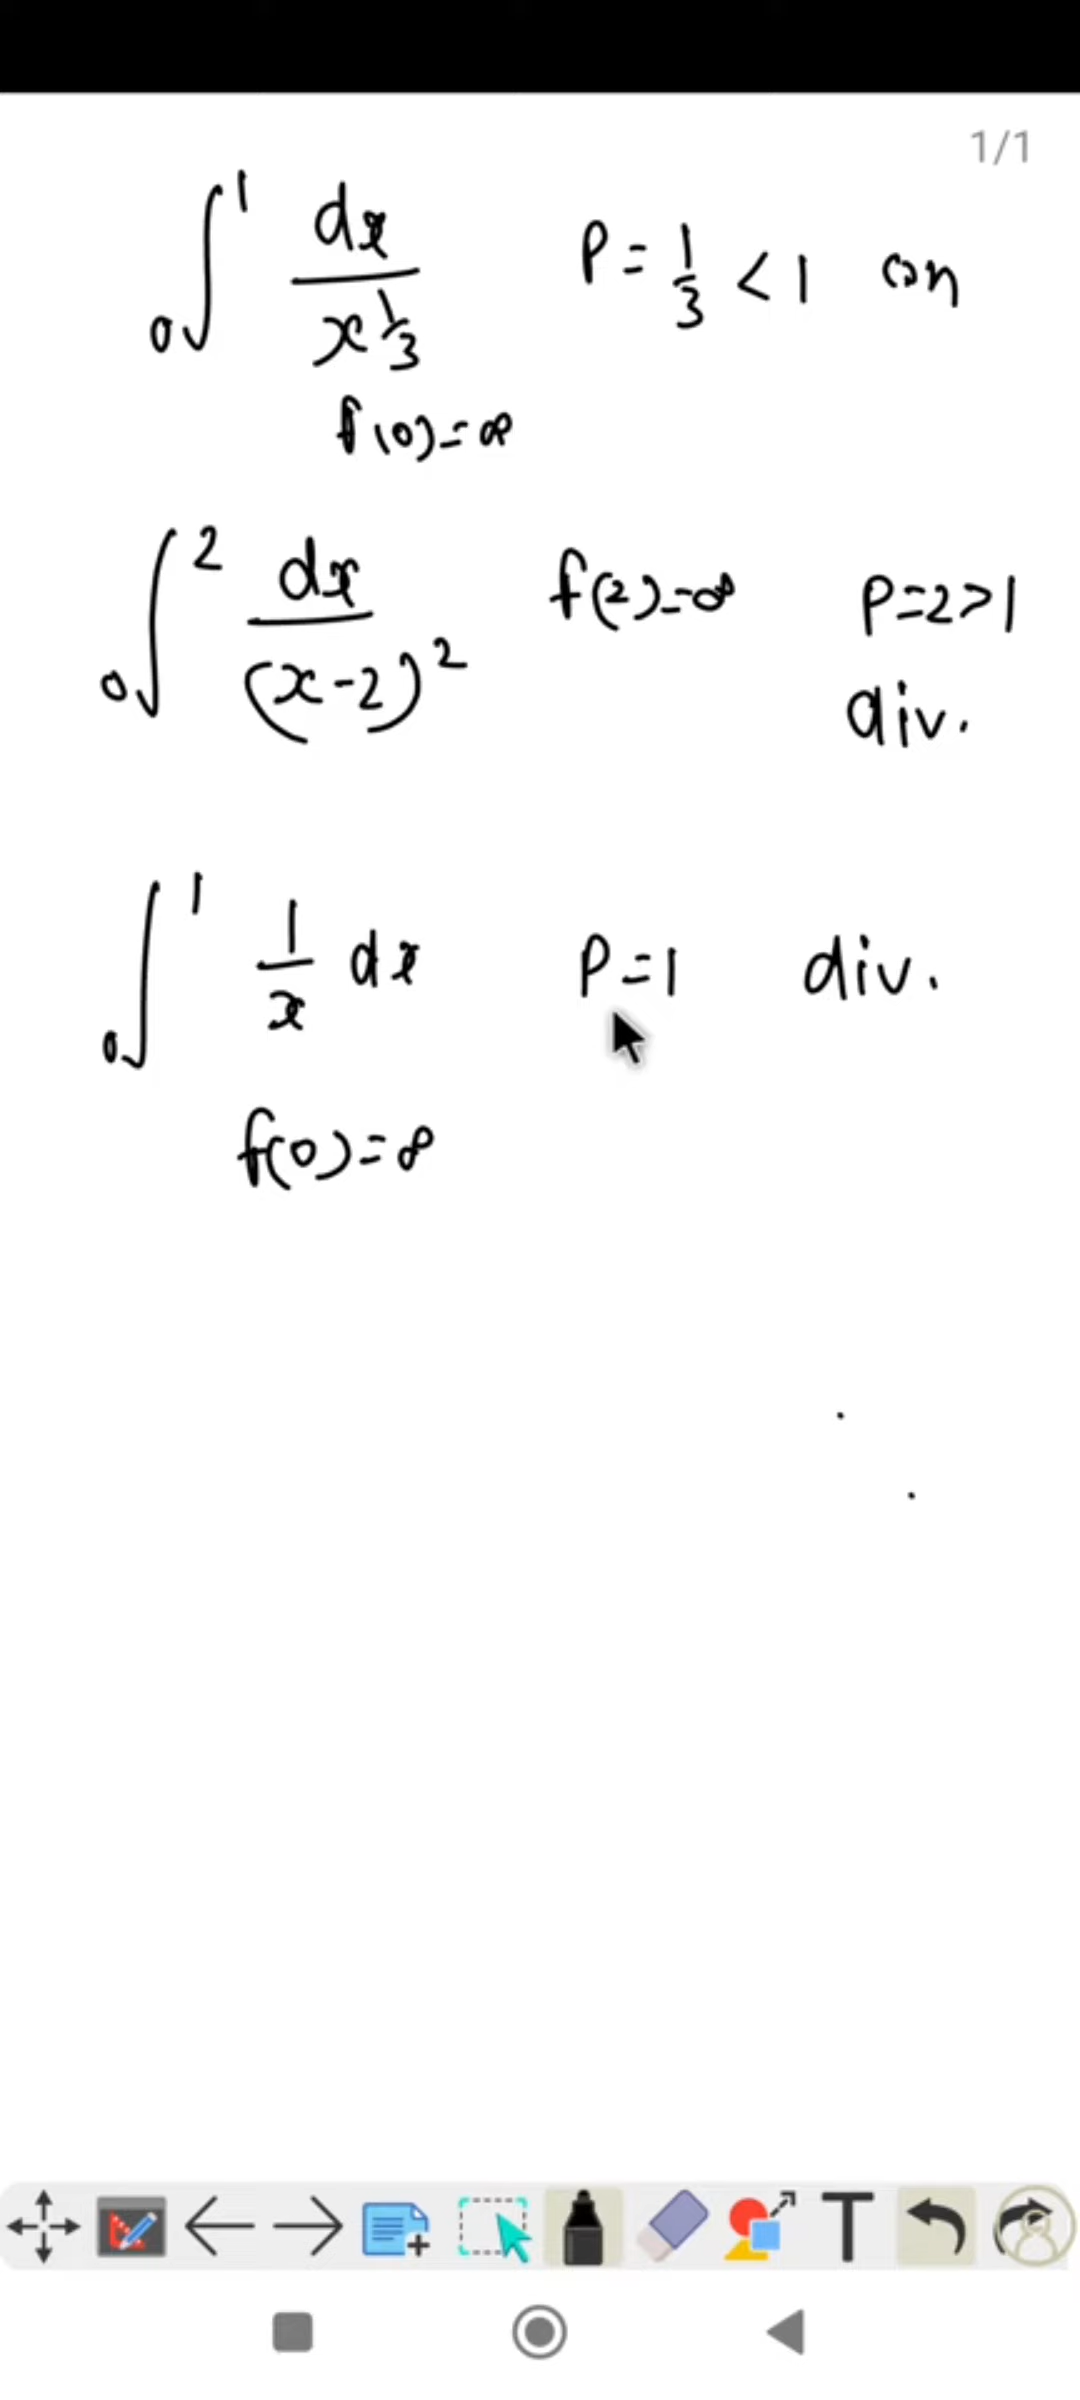 1/1
∫₀¹ dx/x^(1/3) P = 1/3 < 1 con
f(0)=∞
∫₀² dx/(x-2)² f(2)=∞ P=2>1
div.
∫₀¹ 1/x dx P=1 div.
f(0)=∞
T